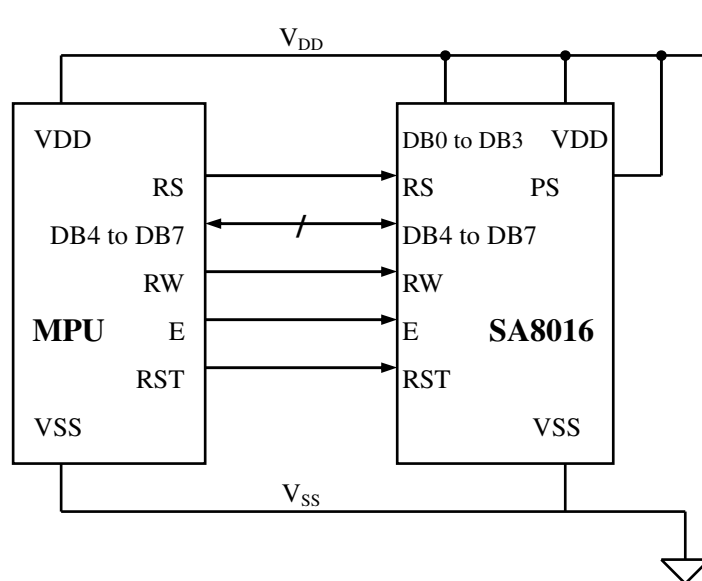 VDD
VDD
RS
DB4 to DB7
RW
MPU E
RST
VSS
DB0 to DB3 VDD
RS PS
DB4 to DB7
RW
E SA8016
RST
VSS
VSS